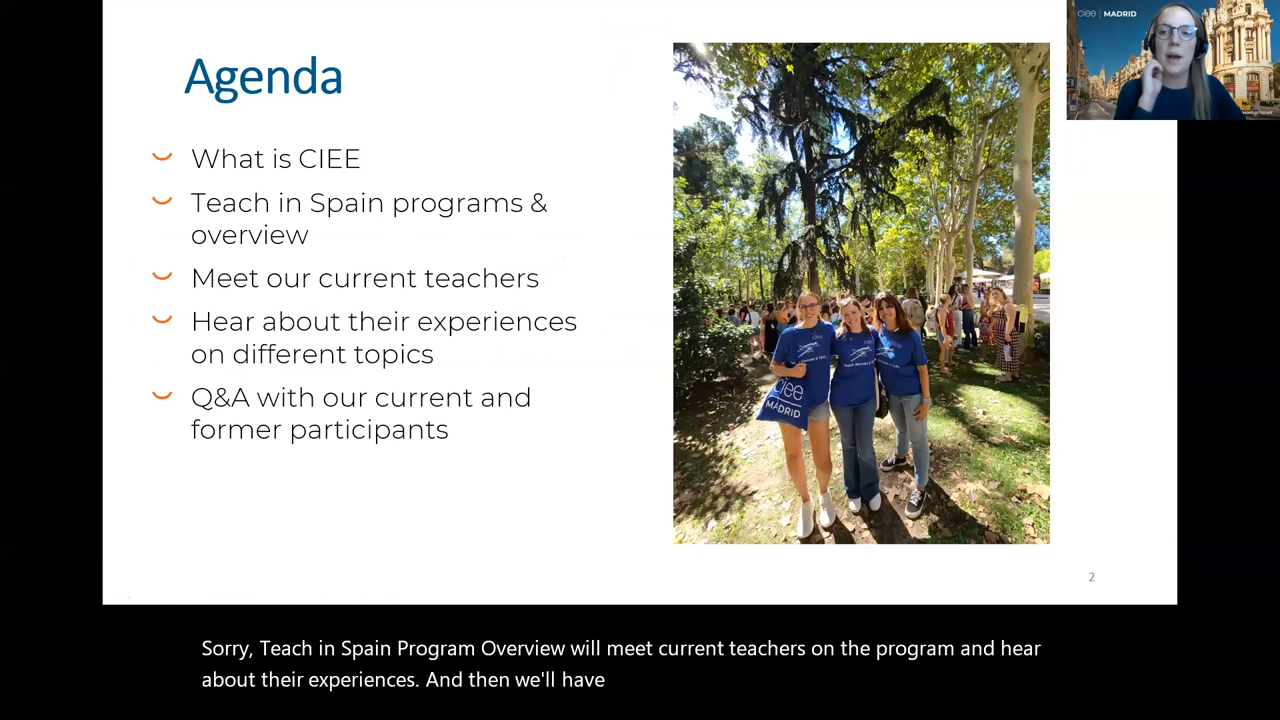 Agenda
What is CIEE
Teach in Spain programs &
overview
Meet our current teachers
Hear about their experiences
on different topics
Q&A with our current and
former participants
ciee
MADRID
2
ciee | MADRID
Sorry, Teach in Spain Program Overview will meet current teachers on the program and hear
about their experiences. And then we'll have